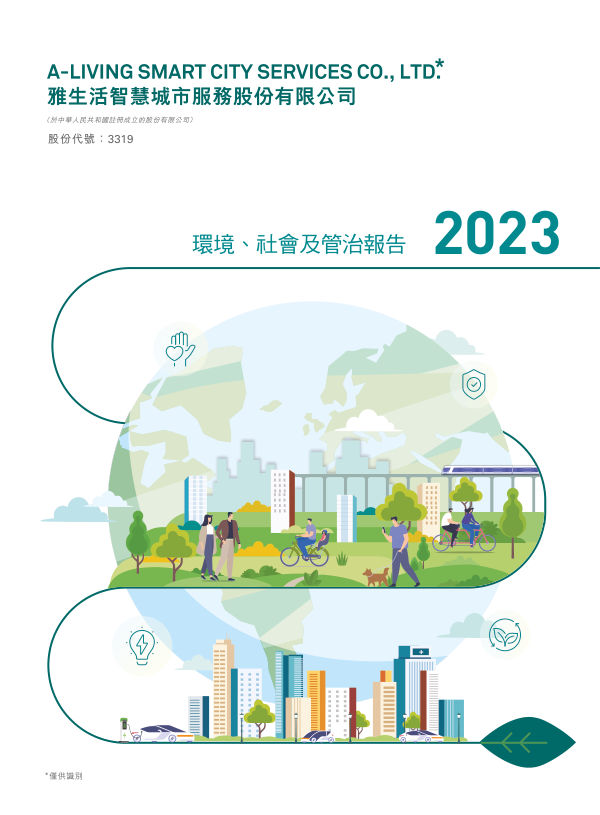 A-LIVING SMART CITY SERVICES CO., LTD.*
雅生活智慧城市服務股份有限公司
（於中華人民共和國註冊成立的股份有限公司）
股份代號：3319
環境、社會及管治報告 2023
*僅供識別